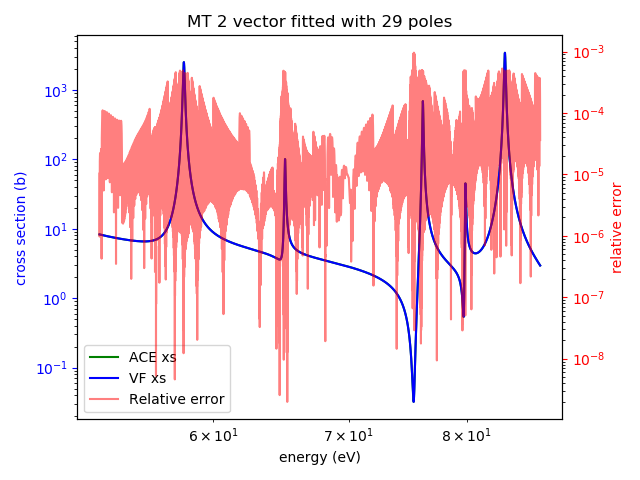 MT 2 vector fitted with 29 poles
cross section (b)
10³
10²
10¹
10⁰
10⁻¹
10⁻³
10⁻⁴
10⁻⁵
10⁻⁶
10⁻⁷
10⁻⁸
relative error
ACE xs
VF xs
Relative error
6 × 10¹ 7 × 10¹ 8 × 10¹
energy (eV)